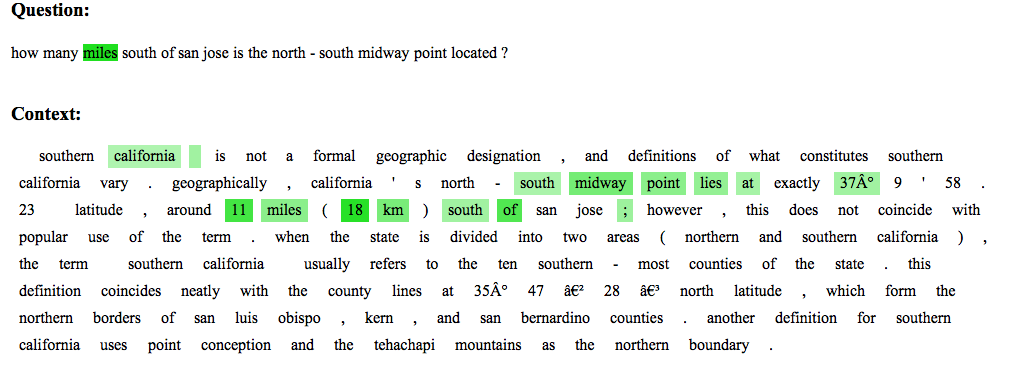 Question:
how many miles south of san jose is the north - south midway point located ?
Context:
southern california is not a formal geographic designation , and definitions of what constitutes southern
california vary . geographically , california ' s north - south midway point lies at exactly 37Âº 9 ' 58 .
23 latitude , around 11 miles ( 18 km ) south of san jose ; however , this does not coincide with
popular use of the term . when the state is divided into two areas ( northern and southern california ) ,
the term southern california usually refers to the ten southern - most counties of the state . this
definition coincides neatly with the county lines at 35Âº 47 â€² 28 â€³ north latitude , which form the
northern borders of san luis obispo , kern , and san bernardino counties . another definition for southern
california uses point conception and the tehachapi mountains as the northern boundary .